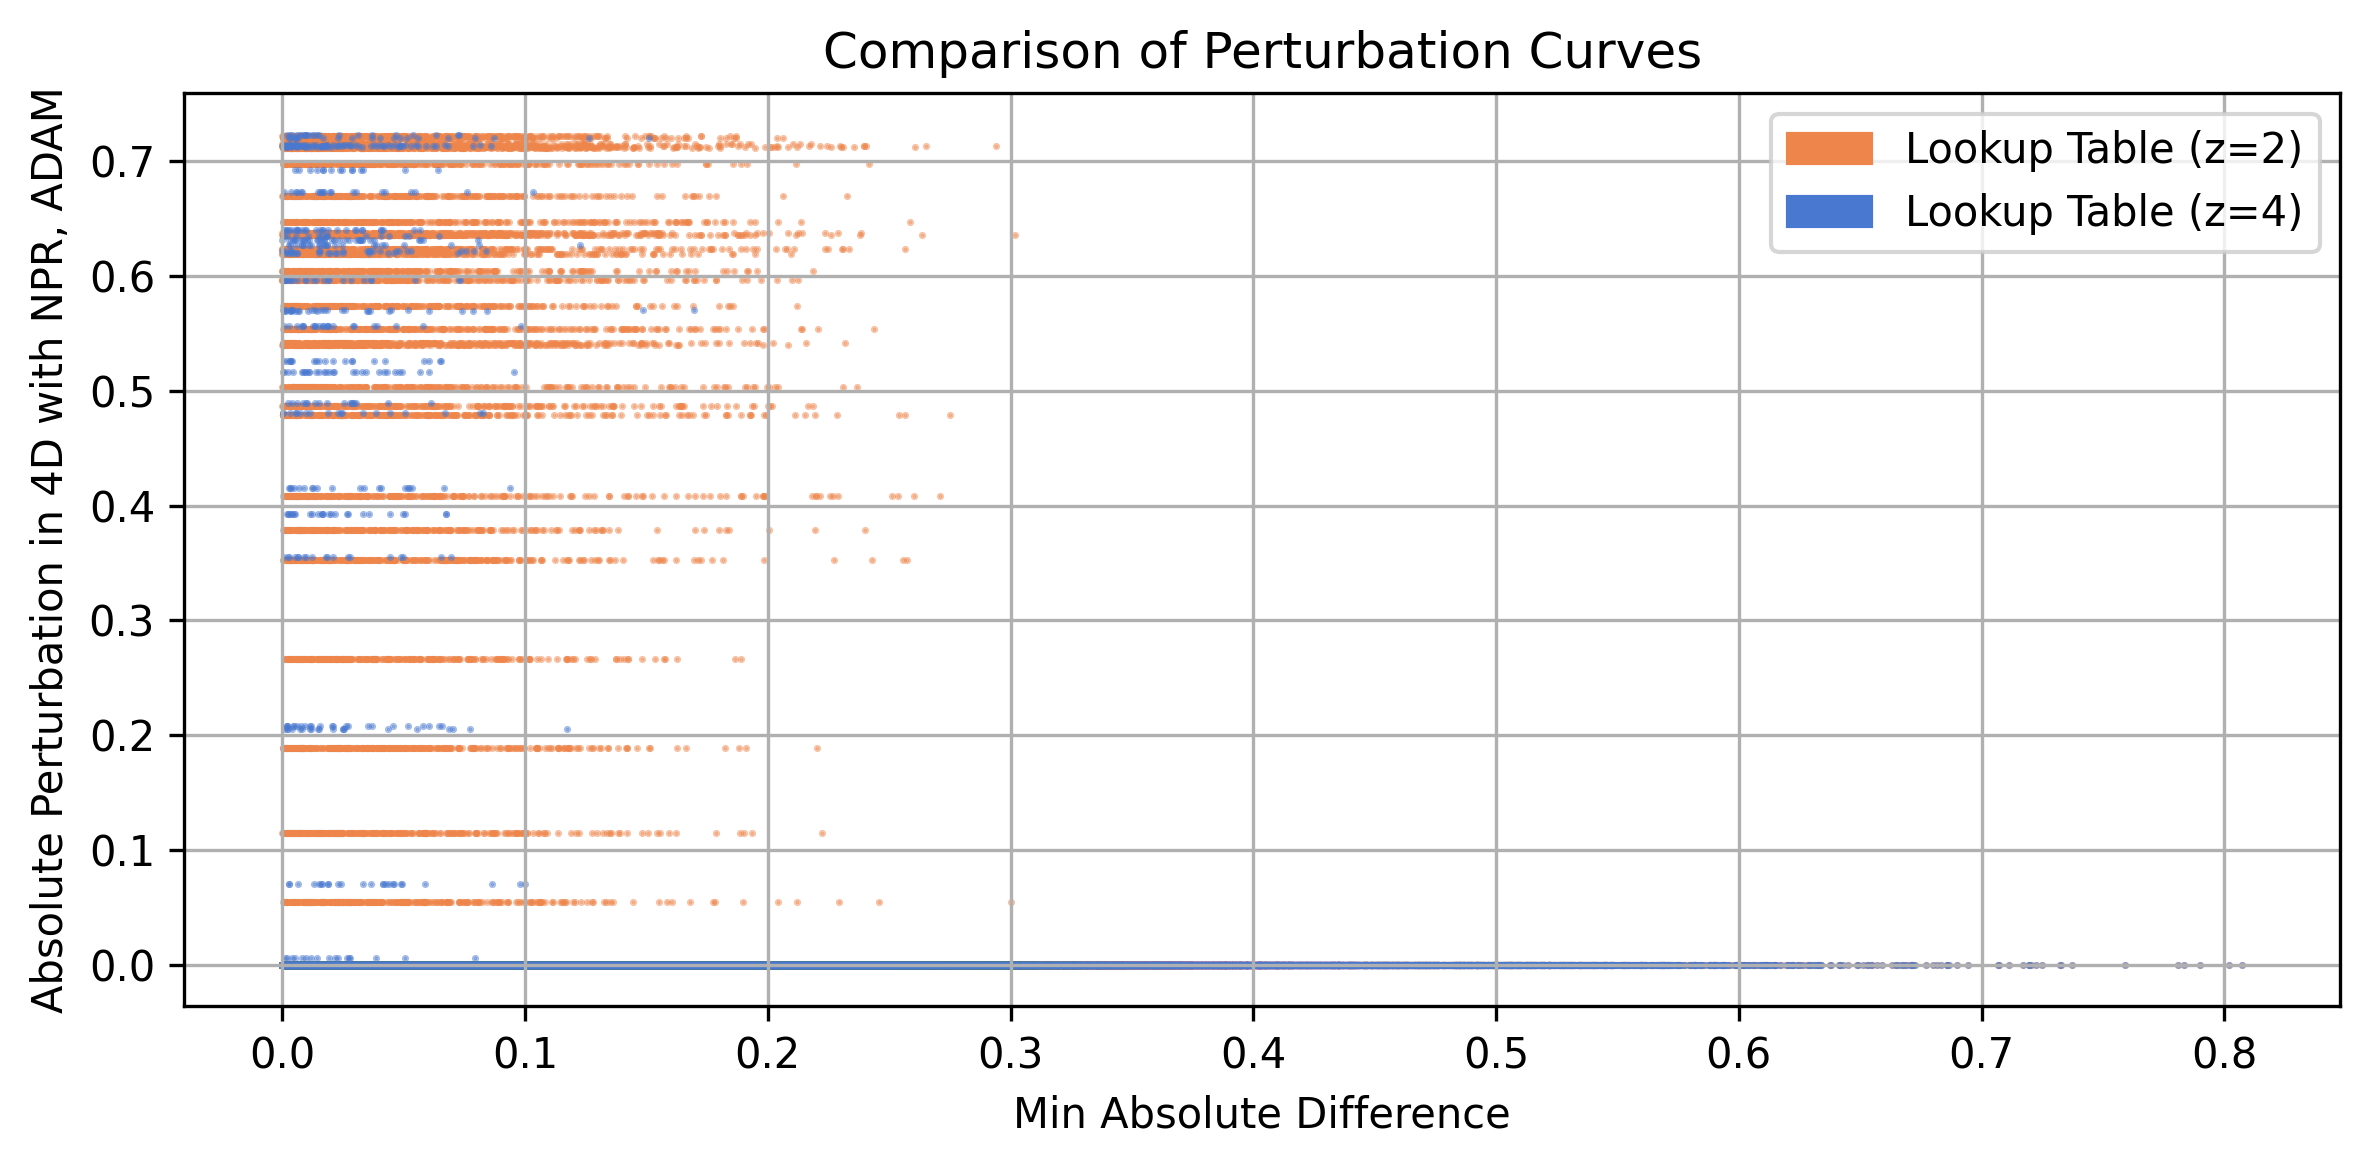 Comparison of Perturbation Curves
Absolute Perturbation in 4D with NPR, ADAM
0.7
0.6
0.5
0.4
0.3
0.2
0.1
0.0
Lookup Table (z=2)
Lookup Table (z=4)
0.0 0.1 0.2 0.3 0.4 0.5 0.6 0.7 0.8
Min Absolute Difference